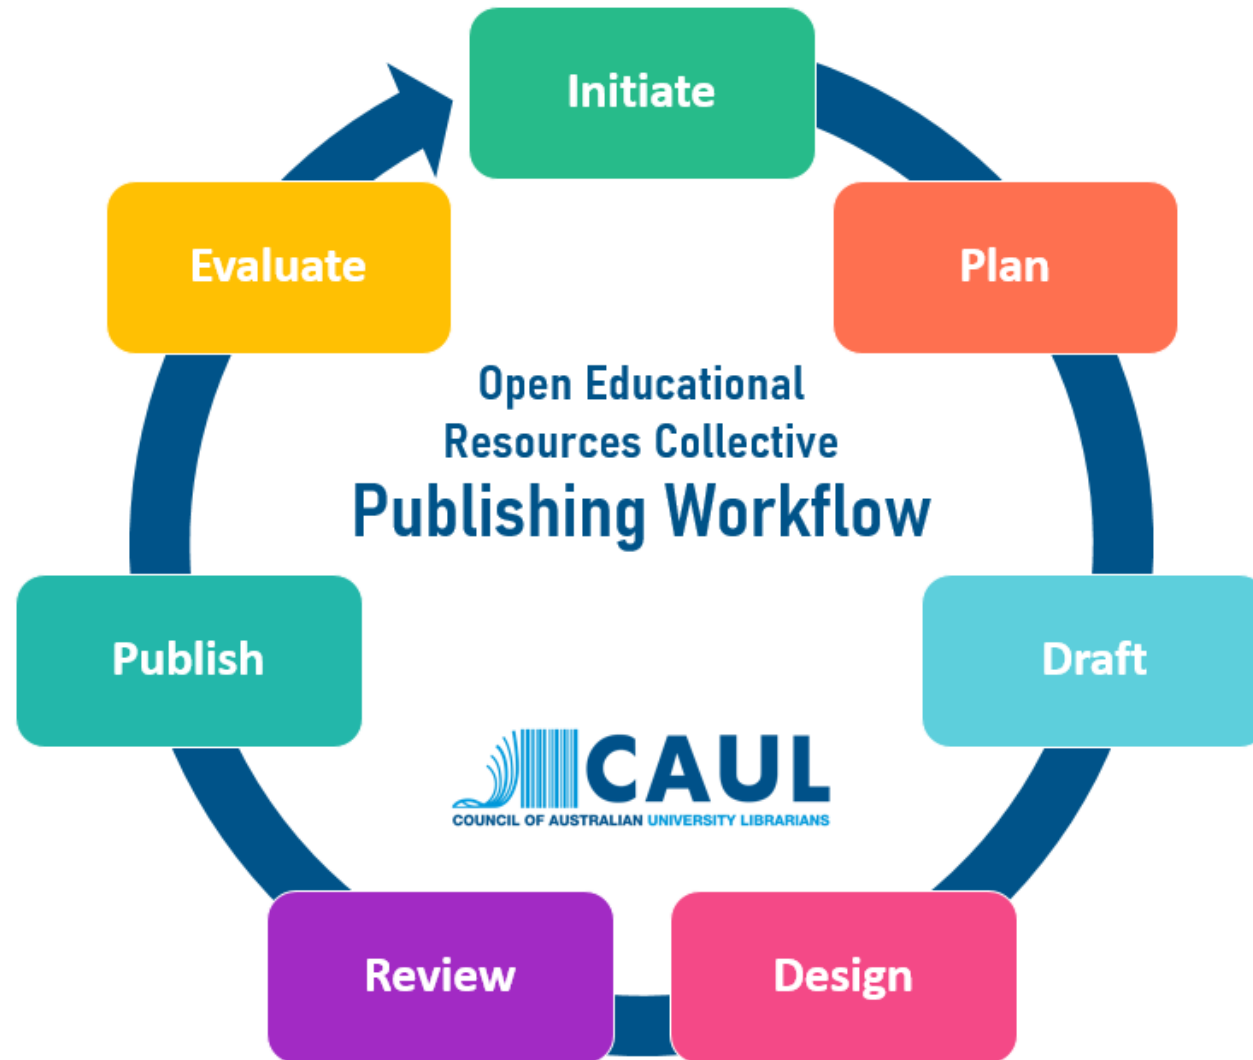 Initiate
Plan
Draft
Design
Review
Publish
Evaluate
Open Educational
Resources Collective
Publishing Workflow
CAUL
COUNCIL OF AUSTRALIAN UNIVERSITY LIBRARIANS